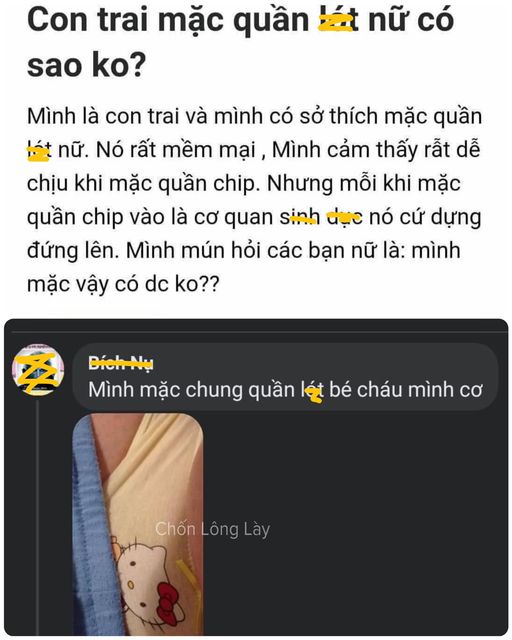 Con trai mặc quần lót nữ có
sao ko?
Mình là con trai và mình có sở thích mặc quần
lót nữ. Nó rất mềm mại , Mình cảm thấy rẫt dễ
chịu khi mặc quần chip. Nhưng mỗi khi mặc
quần chip vào là cơ quan sinh dục nó cứ dựng
đứng lên. Mình mún hỏi các bạn nữ là: mình
mặc vậy có dc ko??
Bích Nụ
Mình mặc chung quần lót bé cháu mình cơ
Chốn Lông Lày